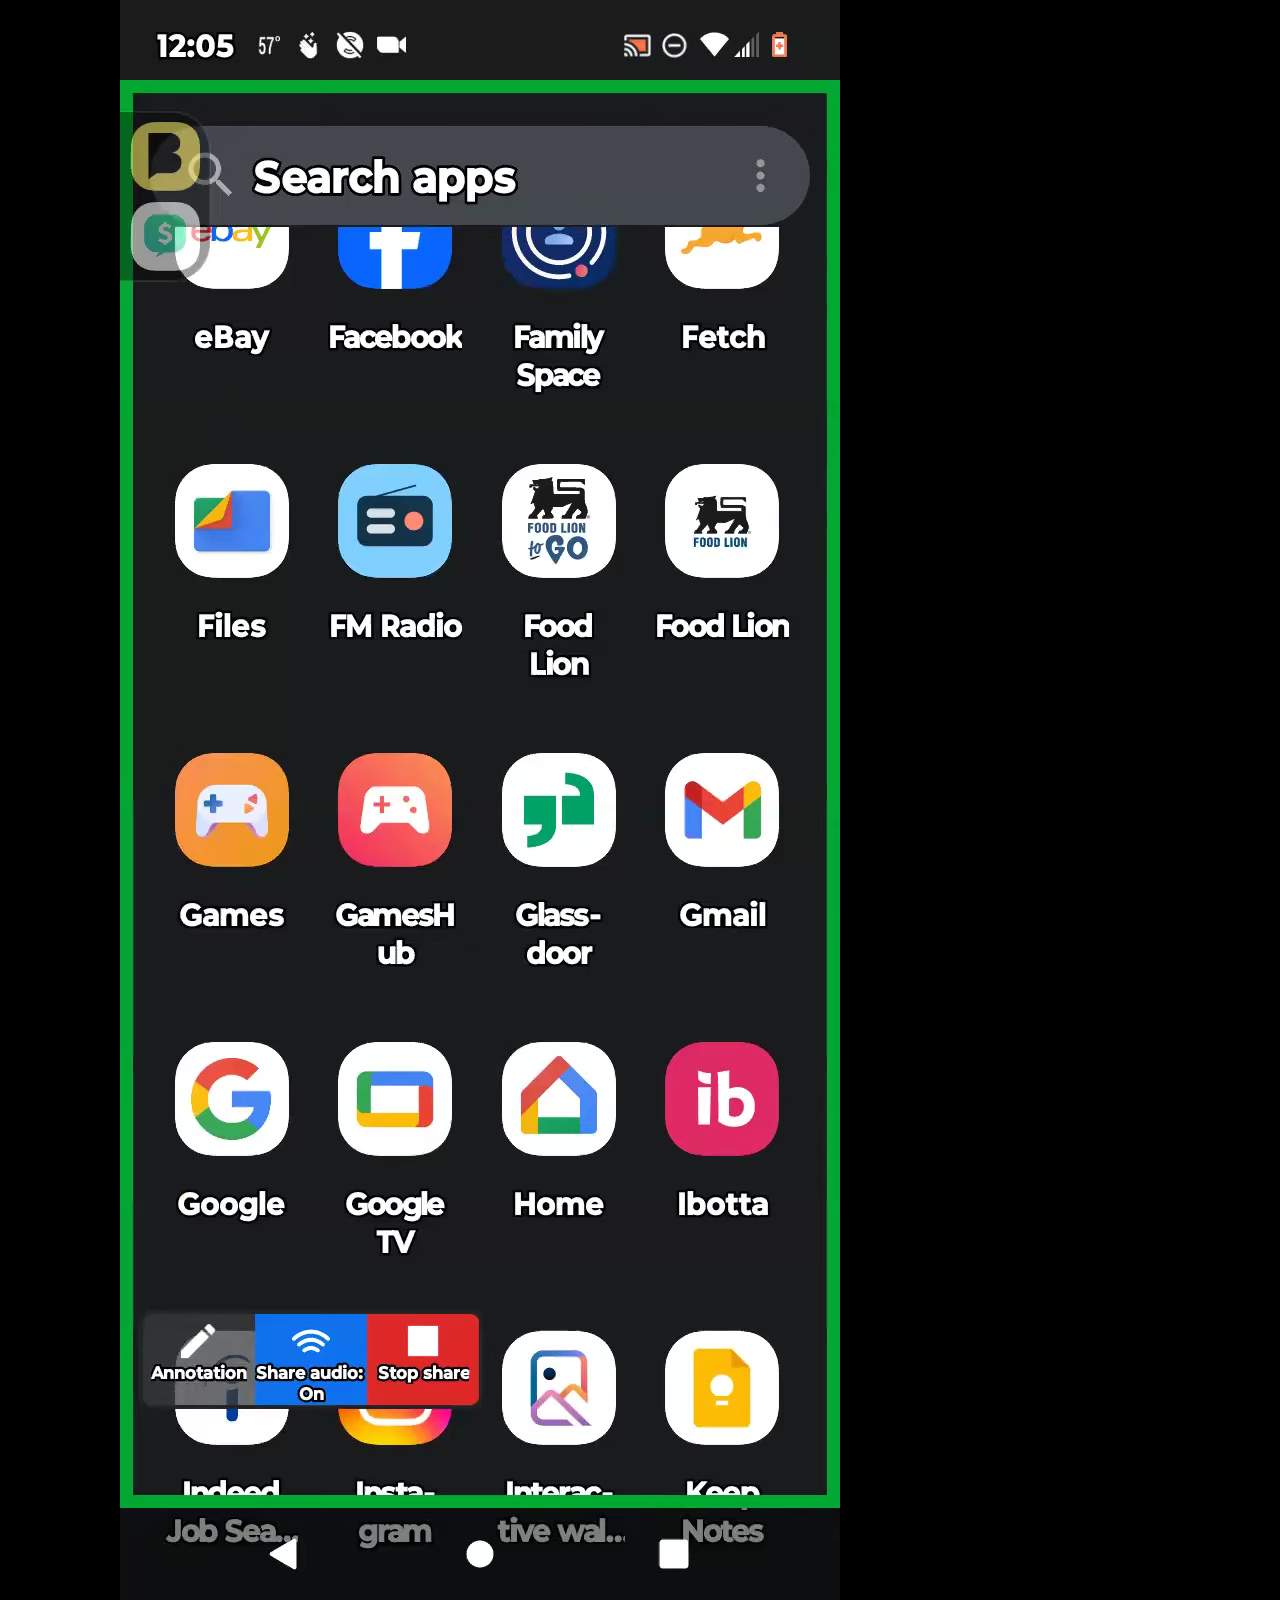 12:05 57°
Search apps
ebay
eBay Facebook Family Space Fetch
FOOD LION
to GO
FOOD LION
Files FM Radio Food Lion Food Lion
Games GamesHub Glass-door Gmail
ib
Google Google TV Home Ibotta
Annotation Share audio: On Stop share
Indeed Job Sea... Insta-gram Interac-tive wal... Keep Notes